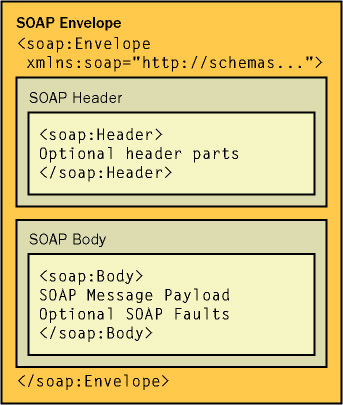 SOAP Envelope
<soap:Envelope
xmlns:soap="http://schemas...">
SOAP Header
<soap:Header>
Optional header parts
</soap:Header>
SOAP Body
<soap:Body>
SOAP Message Payload
Optional SOAP Faults
</soap:Body>
</soap:Envelope>